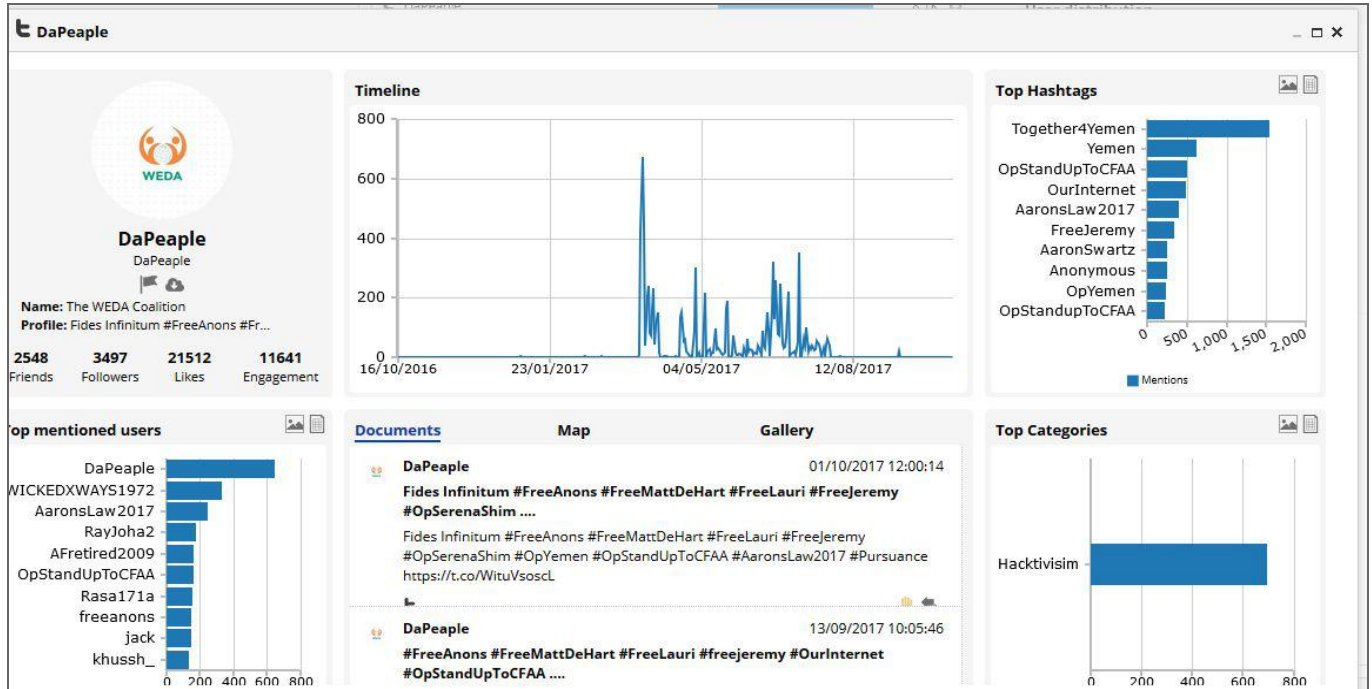 DaPeaple
WEDA
DaPeaple
DaPeaple
Name: The WEDA Coalition
Profile: Fides Infinitum #FreeAnons #Fr...
2548 3497 21512 11641
Friends Followers Likes Engagement
Timeline
800
600
400
200
0
16/10/2016 23/01/2017 04/05/2017 12/08/2017
Top Hashtags
Together4Yemen
Yemen
OpStandUpToCFAA
OurInternet
AaronsLaw2017
FreeJeremy
AaronSwartz
Anonymous
OpYemen
OpStandupToCFAA
0 500 1,000 1,500 2,000
Mentions
op mentioned users
DaPeaple
WICKEDXWAYS1972
AaronsLaw2017
RayJoha2
AFretired2009
OpStandUpToCFAA
Rasa171a
freeanons
jack
khussh_
0 200 400 600 800
Documents Map Gallery
DaPeaple 01/10/2017 12:00:14
Fides Infinitum #FreeAnons #FreeMattDeHart #FreeLauri #FreeJeremy
#OpSerenaShim ....
Fides Infinitum #FreeAnons #FreeMattDeHart #FreeLauri #FreeJeremy
#OpSerenaShim #OpYemen #OpStandUpToCFAA #AaronsLaw2017 #Pursuance
https://t.co/WituVsoscL
DaPeaple 13/09/2017 10:05:46
#FreeAnons #FreeMattDeHart #FreeLauri #freejeremy #OurInternet
#OpStandUpToCFAA ....
Top Categories
Hacktivisim
0 200 400 600 800